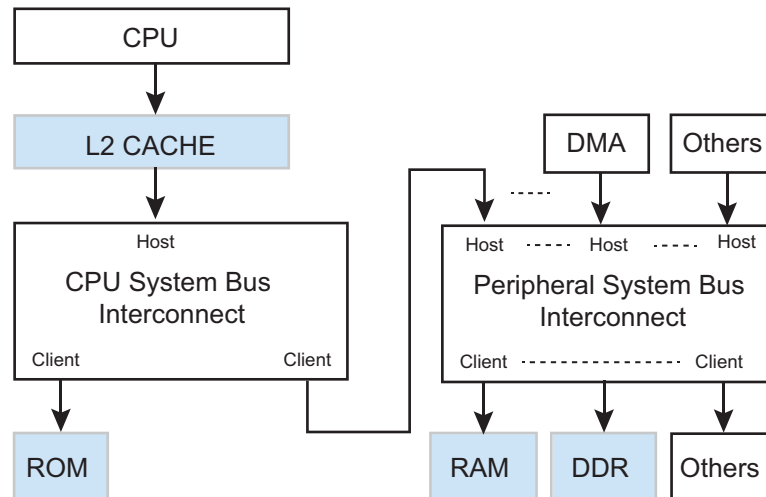 CPU
L2 CACHE
DMA
Others
Host
CPU System Bus
Interconnect
Client
Client
Host
Host
Host
Peripheral System Bus
Interconnect
Client
Client
ROM
RAM
DDR
Others